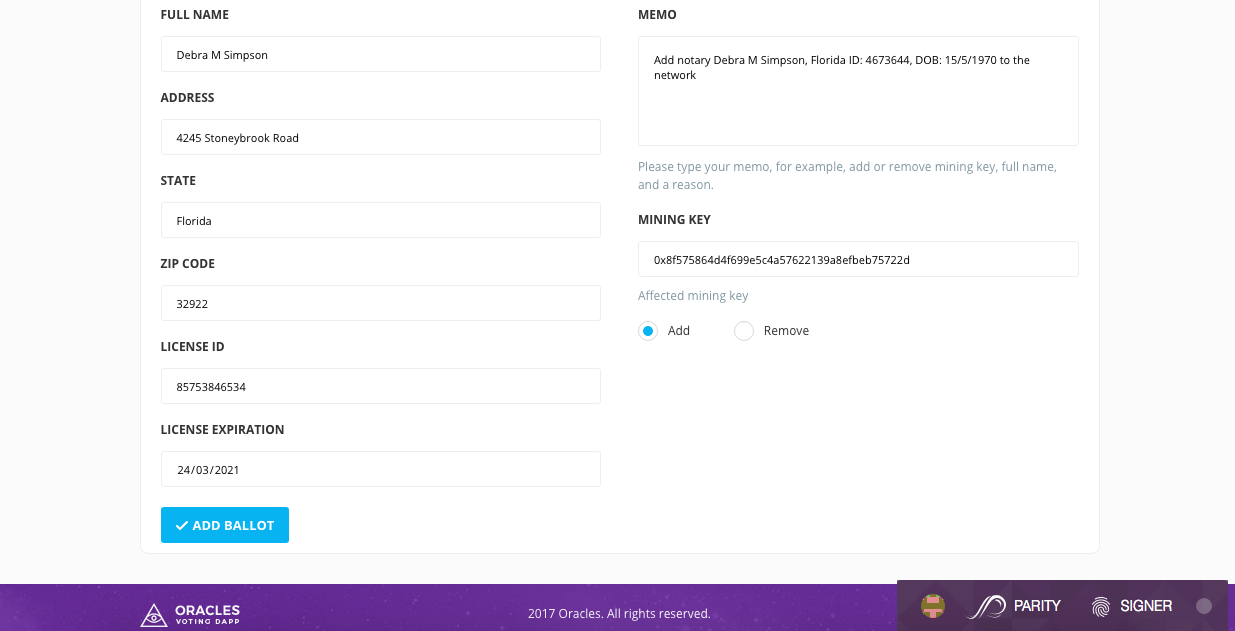 FULL NAME
Debra M Simpson
ADDRESS
4245 Stoneybrook Road
STATE
Florida
ZIP CODE
32922
LICENSE ID
85753846534
LICENSE EXPIRATION
24/03/2021
ADD BALLOT
MEMO
Add notary Debra M Simpson, Florida ID: 4673644, DOB: 15/5/1970 to the
network
Please type your memo, for example, add or remove mining key, full name,
and a reason.
MINING KEY
0x8f575864d4f699e5c4a57622139a8efbeb75722d
Affected mining key
Add Remove
ORACLES
VOTING DAPP
2017 Oracles. All rights reserved.
PARITY
SIGNER